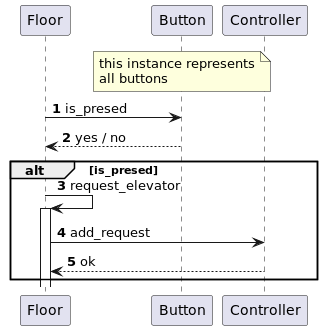 Floor Button Controller
this instance represents
all buttons
1 is_presed
2 yes / no
alt [is_presed]
3 request_elevator
4 add_request
5 ok
Floor Button Controller